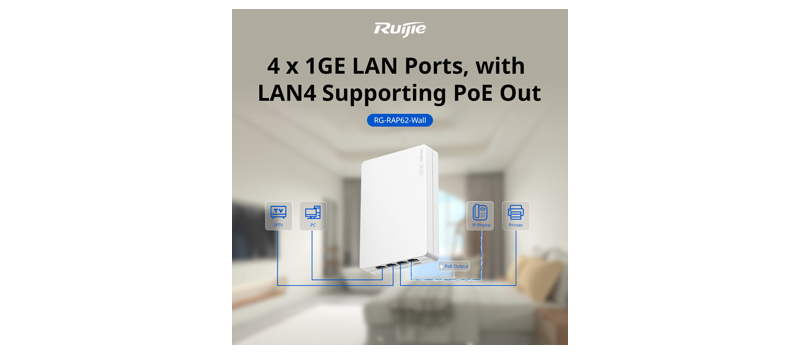 Ruijie
4 x 1GE LAN Ports, with
LAN4 Supporting PoE Out
RG-RAP62-Wall
TV
IPTV
PC
IP Phone
Printer
PoE Output